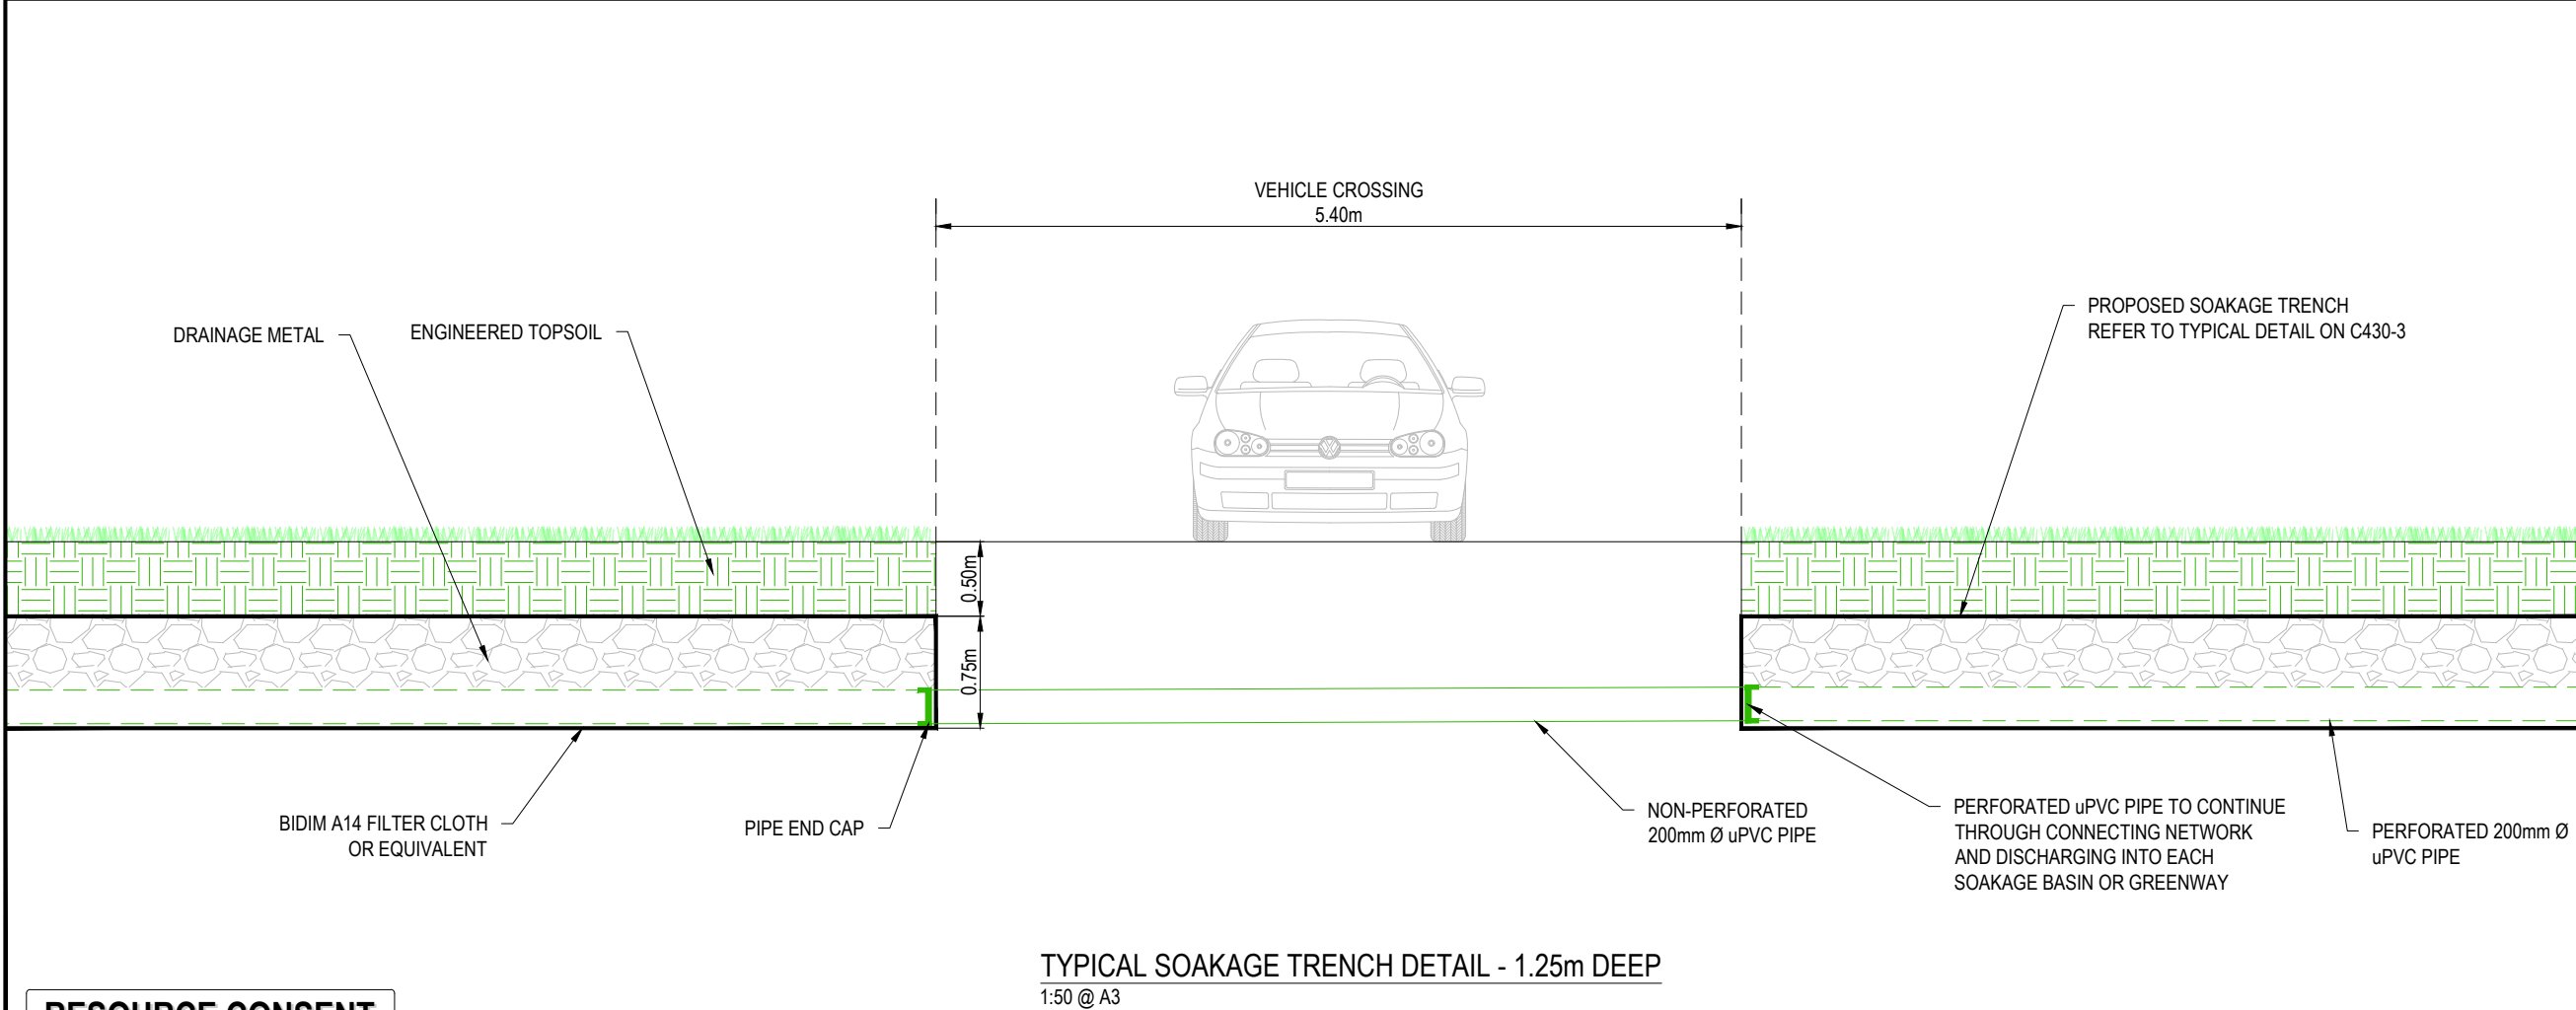 VEHICLE CROSSING
5.40m
DRAINAGE METAL
ENGINEERED TOPSOIL
PROPOSED SOAKAGE TRENCH
REFER TO TYPICAL DETAIL ON C430-3
0.50m
0.75m
BIDIM A14 FILTER CLOTH
OR EQUIVALENT
PIPE END CAP
NON-PERFORATED
200mm Ø uPVC PIPE
PERFORATED uPVC PIPE TO CONTINUE
THROUGH CONNECTING NETWORK
AND DISCHARGING INTO EACH
SOAKAGE BASIN OR GREENWAY
PERFORATED 200mm Ø
uPVC PIPE
TYPICAL SOAKAGE TRENCH DETAIL - 1.25m DEEP
1:50 @ A3
RESOURCE CONSENT